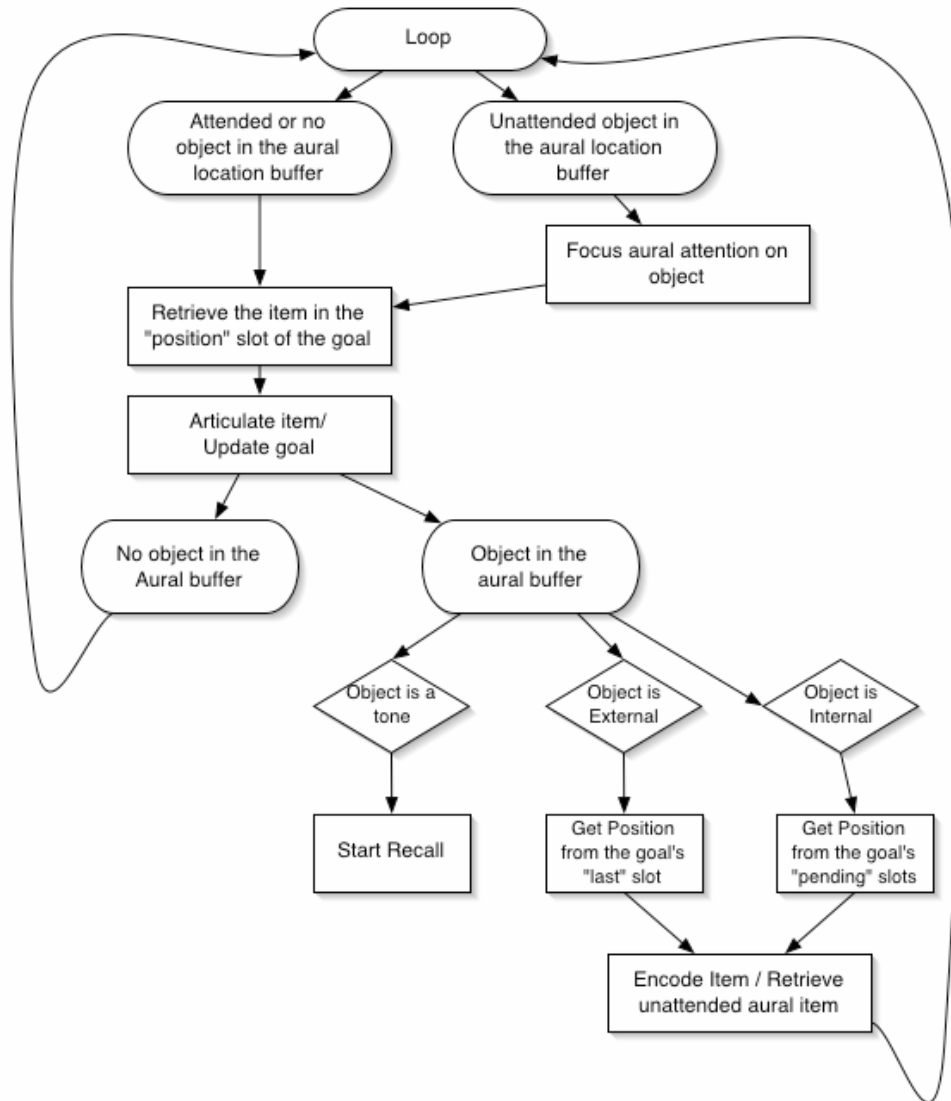 Loop
Attended or no
object in the aural
location buffer
Unattended object in
the aural location
buffer
Focus aural attention on
object
Retrieve the item in the
"position" slot of the goal
Articulate item/
Update goal
No object in the
Aural buffer
Object in the
aural buffer
Object is a
tone
Object is
External
Object is
Internal
Start Recall
Get Position
from the goal's
"last" slot
Get Position
from the goal's
"pending" slots
Encode Item / Retrieve
unattended aural item